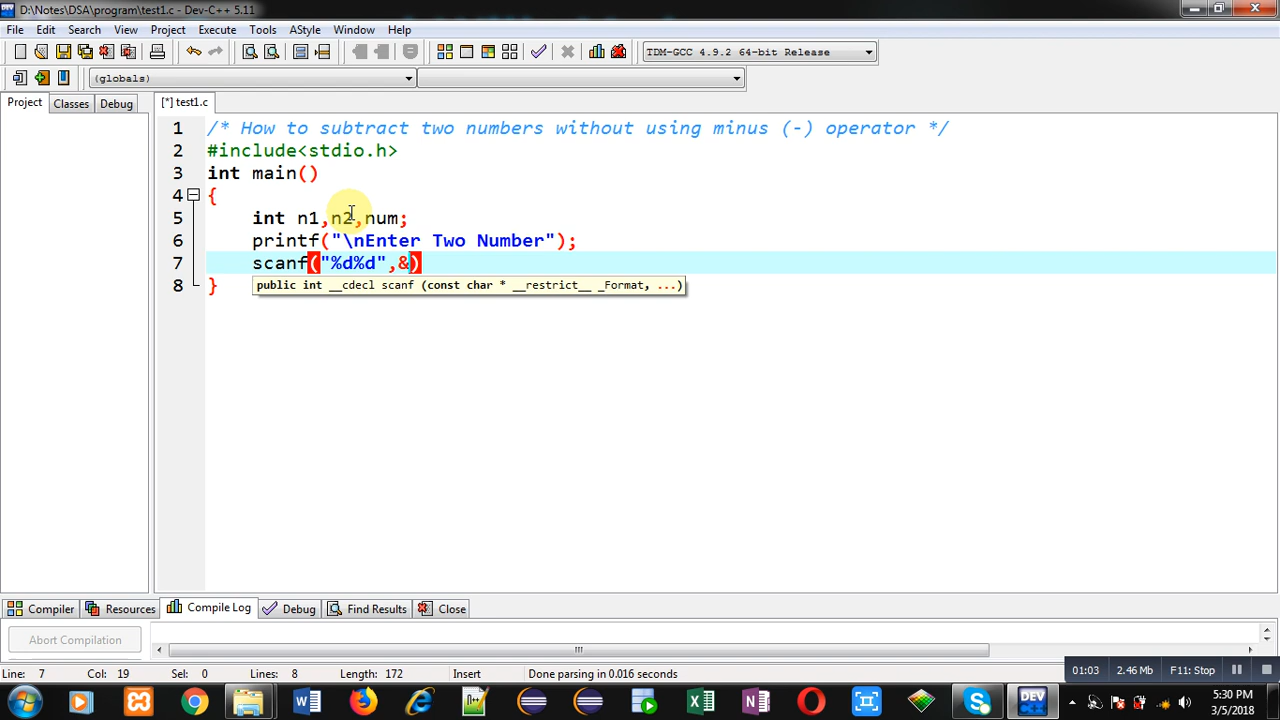 D:\Notes\DSA\program\test1.c - Dev-C++ 5.11
File Edit Search View Project Execute Tools AStyle Window Help
TDM-GCC 4.9.2 64-bit Release
(globals)
Project Classes Debug [*] test1.c
1 /* How to subtract two numbers without using minus (-) operator */
2 #include<stdio.h>
3 int main()
4 {
5 int n1,n2,num;
6 printf("\nEnter Two Number");
7 scanf("%d%d",&)
8 }
public int __cdecl scanf (const char * __restrict__ _Format, ...)
Compiler Resources Compile Log Debug Find Results Close
Abort Compilation
Line: 7 Col: 19 Sel: 0 Lines: 8 Length: 172 Insert Done parsing in 0.016 seconds
01:03 2.46 Mb F11: Stop
5:30 PM
3/5/2018